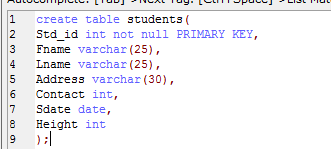 Autocomplete: [Tab]->Next Tag. [Ctrl+Space]->List Mat
1 create table students(
2 Std_id int not null PRIMARY KEY,
3 Fname varchar(25),
4 Lname varchar(25),
5 Address varchar(30),
6 Contact int,
7 Sdate date,
8 Height int
9 );